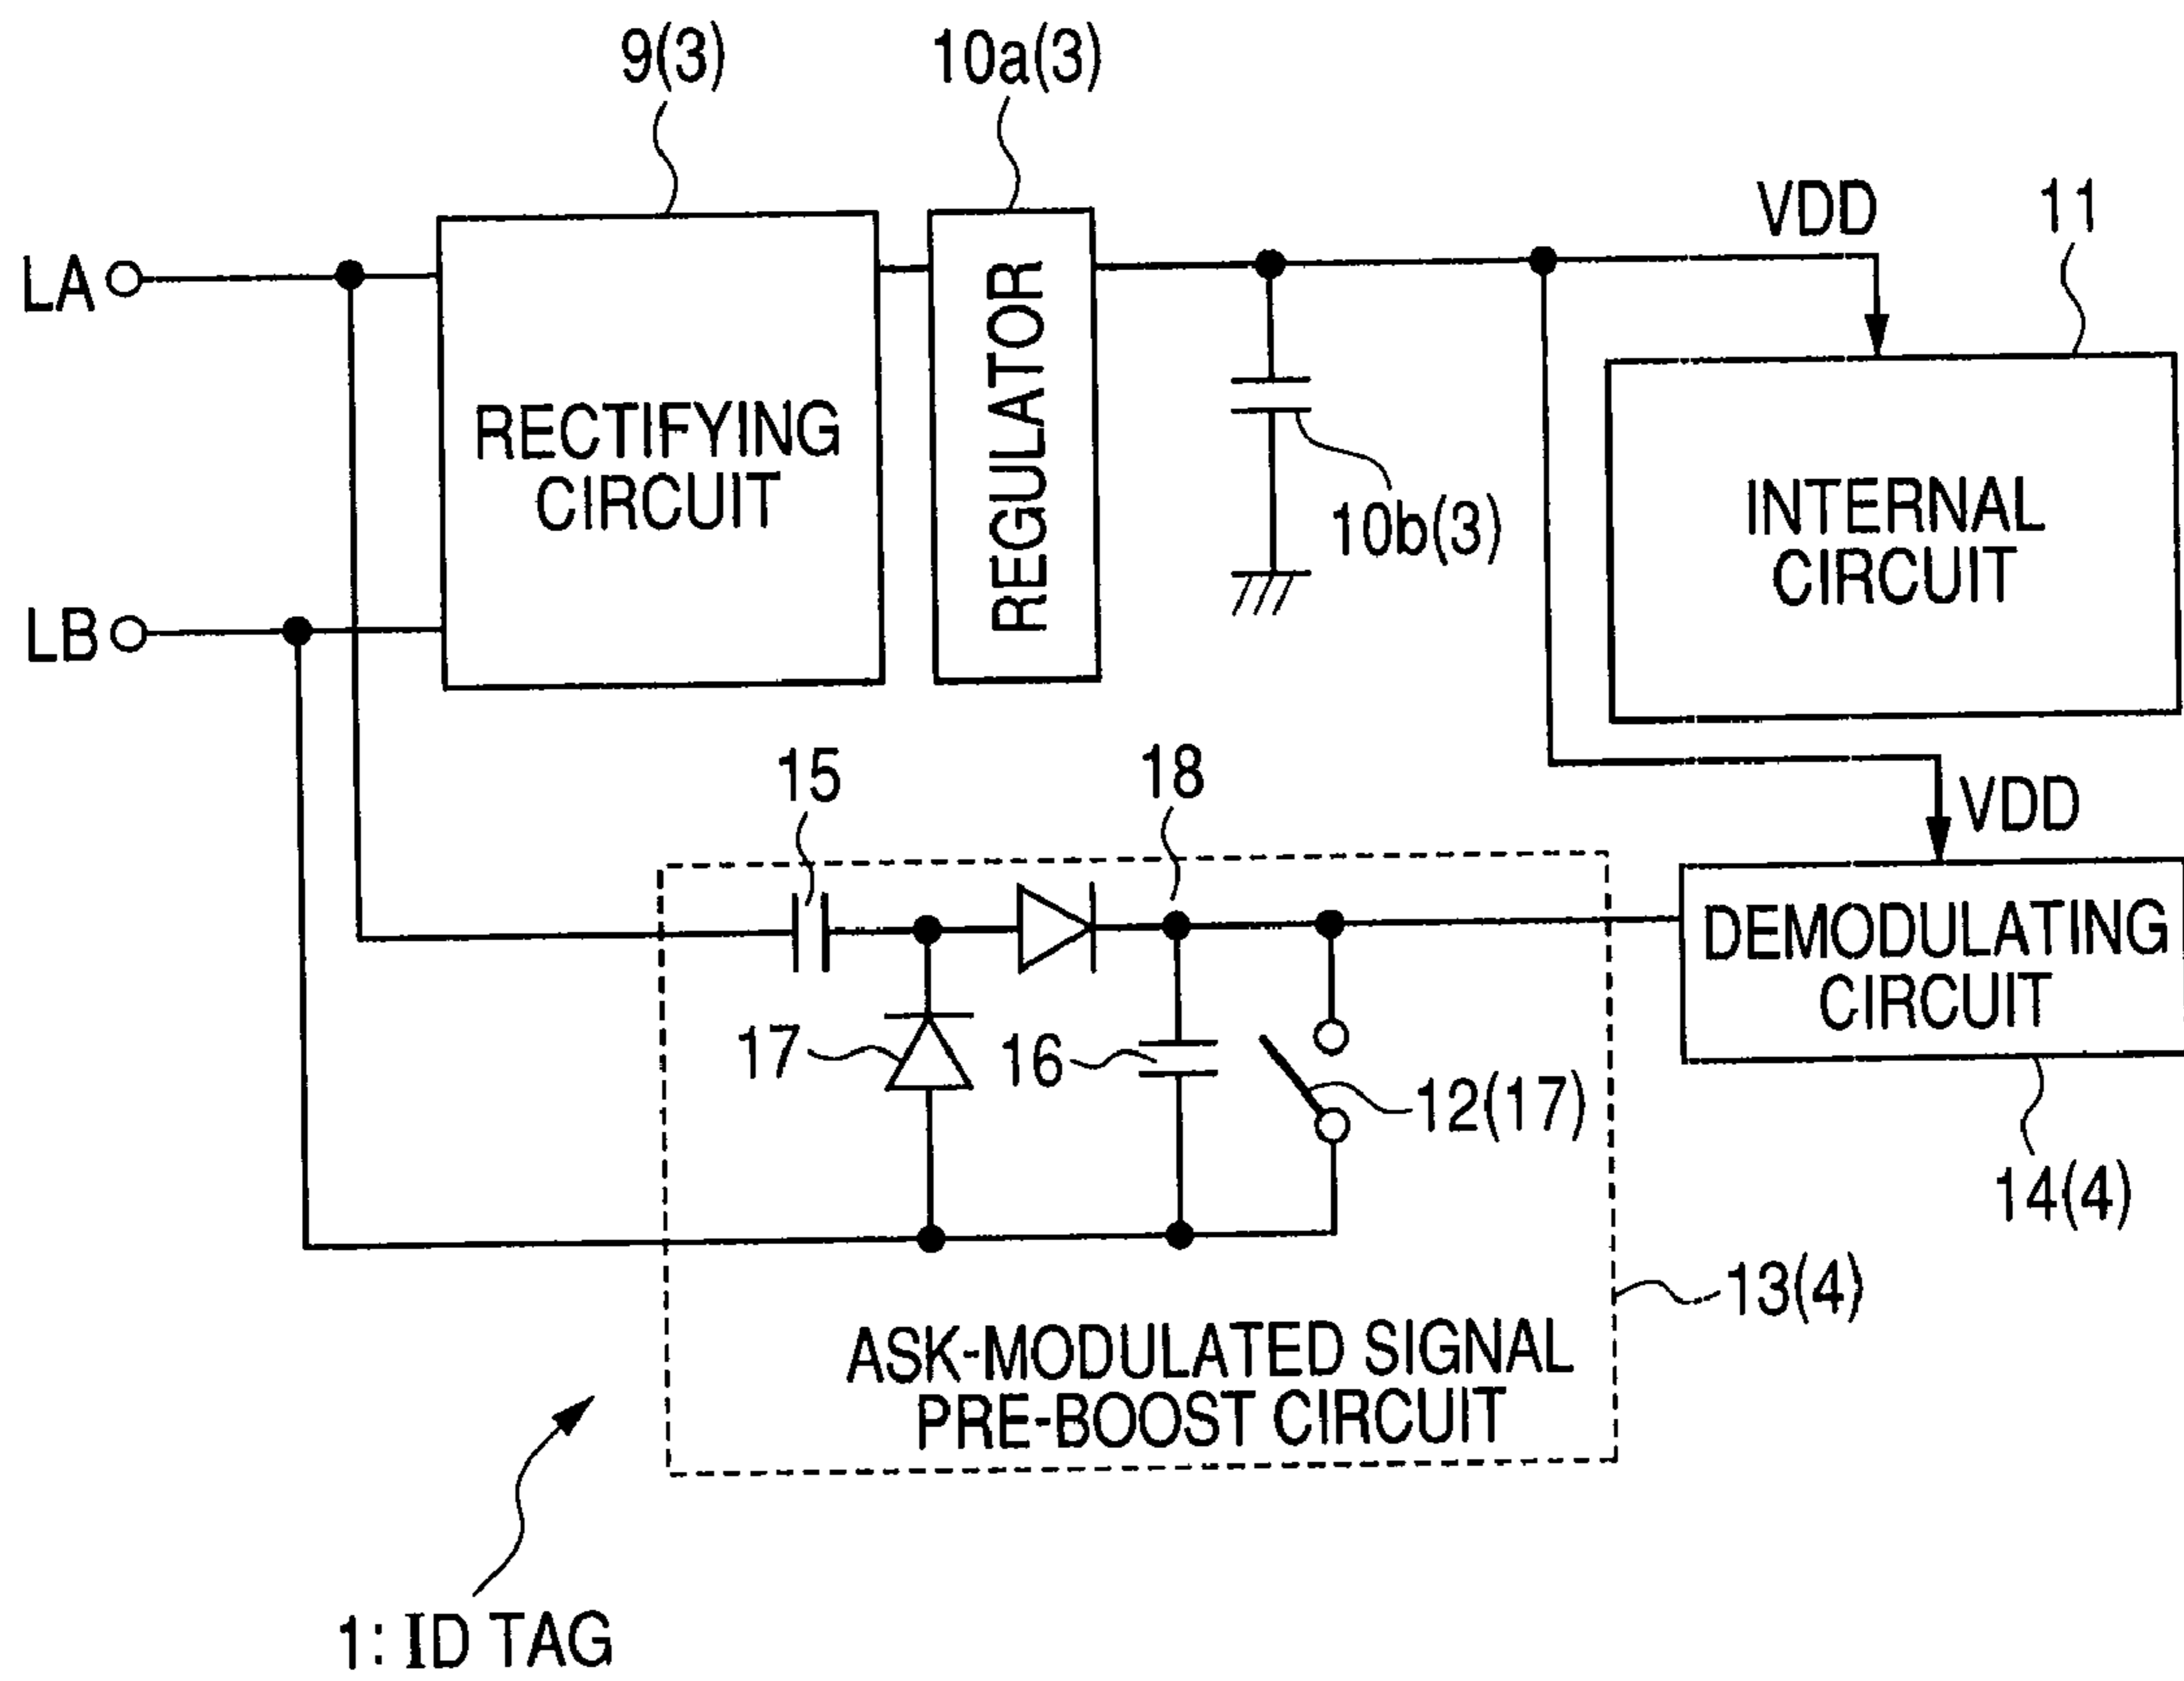 9(3)
10a(3)
VDD
11
LA
RECTIFYING
CIRCUIT
REGULATOR
10b(3)
INTERNAL
CIRCUIT
LB
15
18
VDD
DEMODULATING
CIRCUIT
17
16
12(17)
14(4)
13(4)
ASK-MODULATED SIGNAL
PRE-BOOST CIRCUIT
1: ID TAG